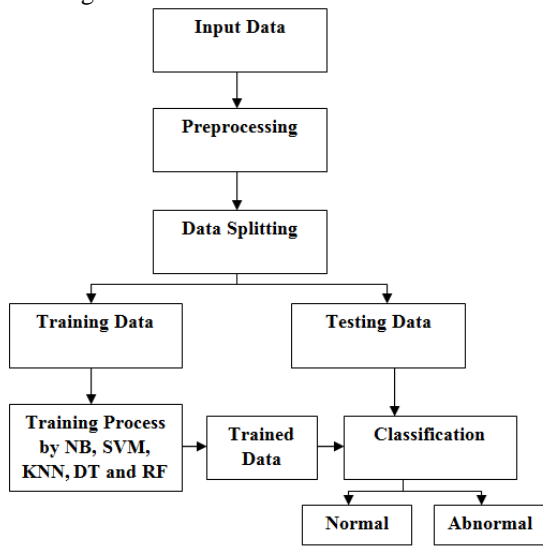 Input Data
Preprocessing
Data Splitting
Training Data
Testing Data
Training Process
by NB, SVM,
KNN, DT and RF
Trained
Data
Classification
Normal
Abnormal